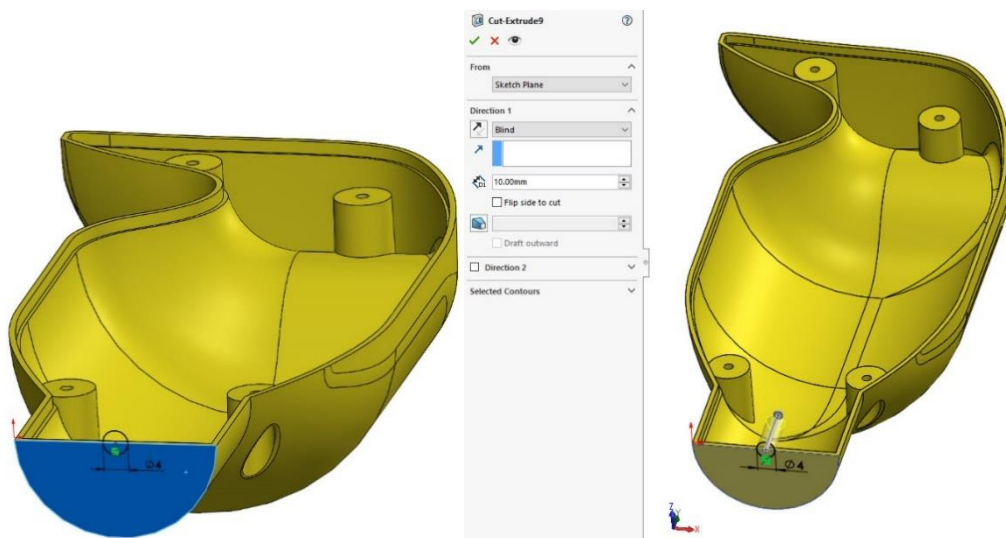 Cut-Extrude9
From
Sketch Plane
Direction 1
Blind
D1
10.00mm
Flip side to cut
Draft outward
Direction 2
Selected Contours
Ø4
Ø4
Z
Y
X